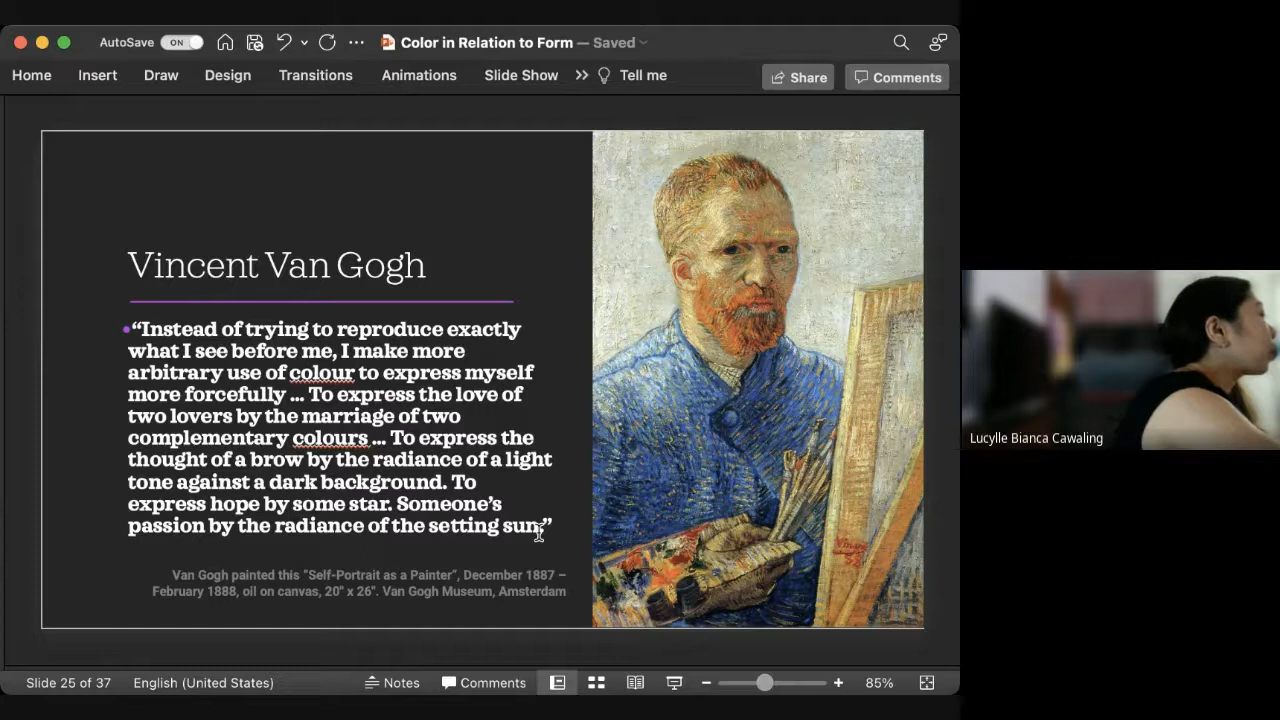 AutoSave ON Color in Relation to Form — Saved
Home Insert Draw Design Transitions Animations Slide Show Tell me Share Comments
Vincent Van Gogh
“Instead of trying to reproduce exactly
what I see before me, I make more
arbitrary use of colour to express myself
more forcefully ... To express the love of
two lovers by the marriage of two
complementary colours ... To express the
thought of a brow by the radiance of a light
tone against a dark background. To
express hope by some star. Someone’s
passion by the radiance of the setting sun.”
Van Gogh painted this “Self-Portrait as a Painter”, December 1887 –
February 1888, oil on canvas, 20" x 26". Van Gogh Museum, Amsterdam
Lucylle Bianca Cawaling
Slide 25 of 37 English (United States) Notes Comments 85%